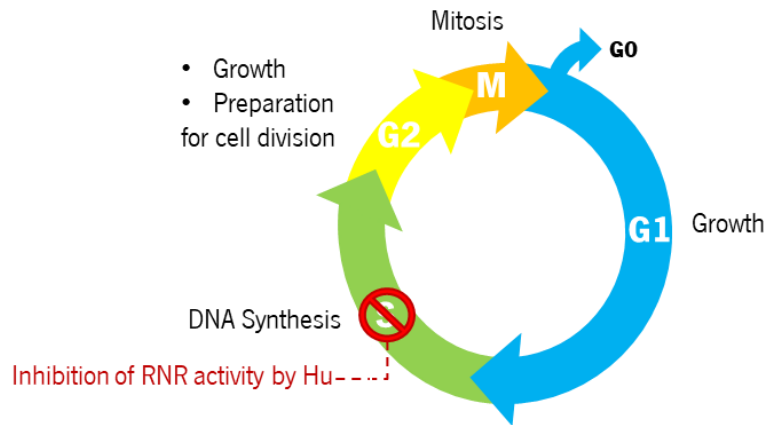 Mitosis
G0
• Growth
• Preparation
for cell division
M
G2
G1
Growth
S
DNA Synthesis
Inhibition of RNR activity by Hu